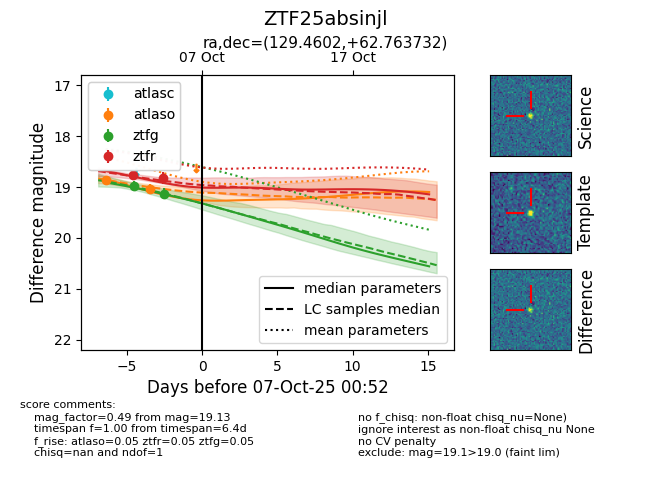 ZTF25absinjl
ra,dec=(129.4602,+62.763732)
07 Oct
17 Oct
17
18
19
20
21
22
Difference magnitude
atlasc
atlaso
ztfg
ztfr
median parameters
LC samples median
mean parameters
−5
0
5
10
15
Days before 07-Oct-25 00:52
Science
Template
Difference
score comments:
mag_factor=0.49 from mag=19.13
timespan f=1.00 from timespan=6.4d
f_rise: atlaso=0.05 ztfr=0.05 ztfg=0.05
chisq=nan and ndof=1
no f_chisq: non-float chisq_nu=None)
ignore interest as non-float chisq_nu None
no CV penalty
exclude: mag=19.1>19.0 (faint lim)